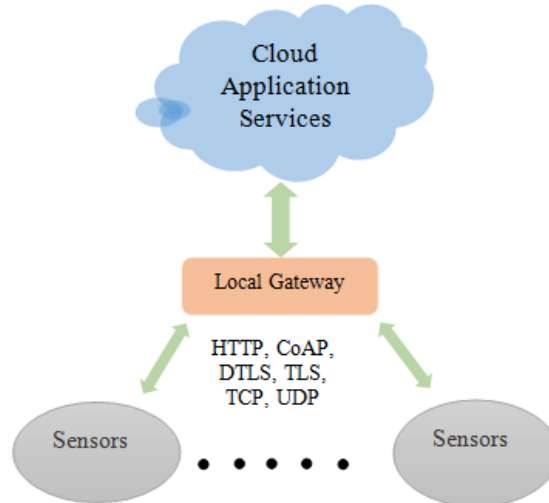 Cloud
Application
Services
Local Gateway
HTTP, CoAP,
DTLS, TLS,
TCP, UDP
Sensors
Sensors